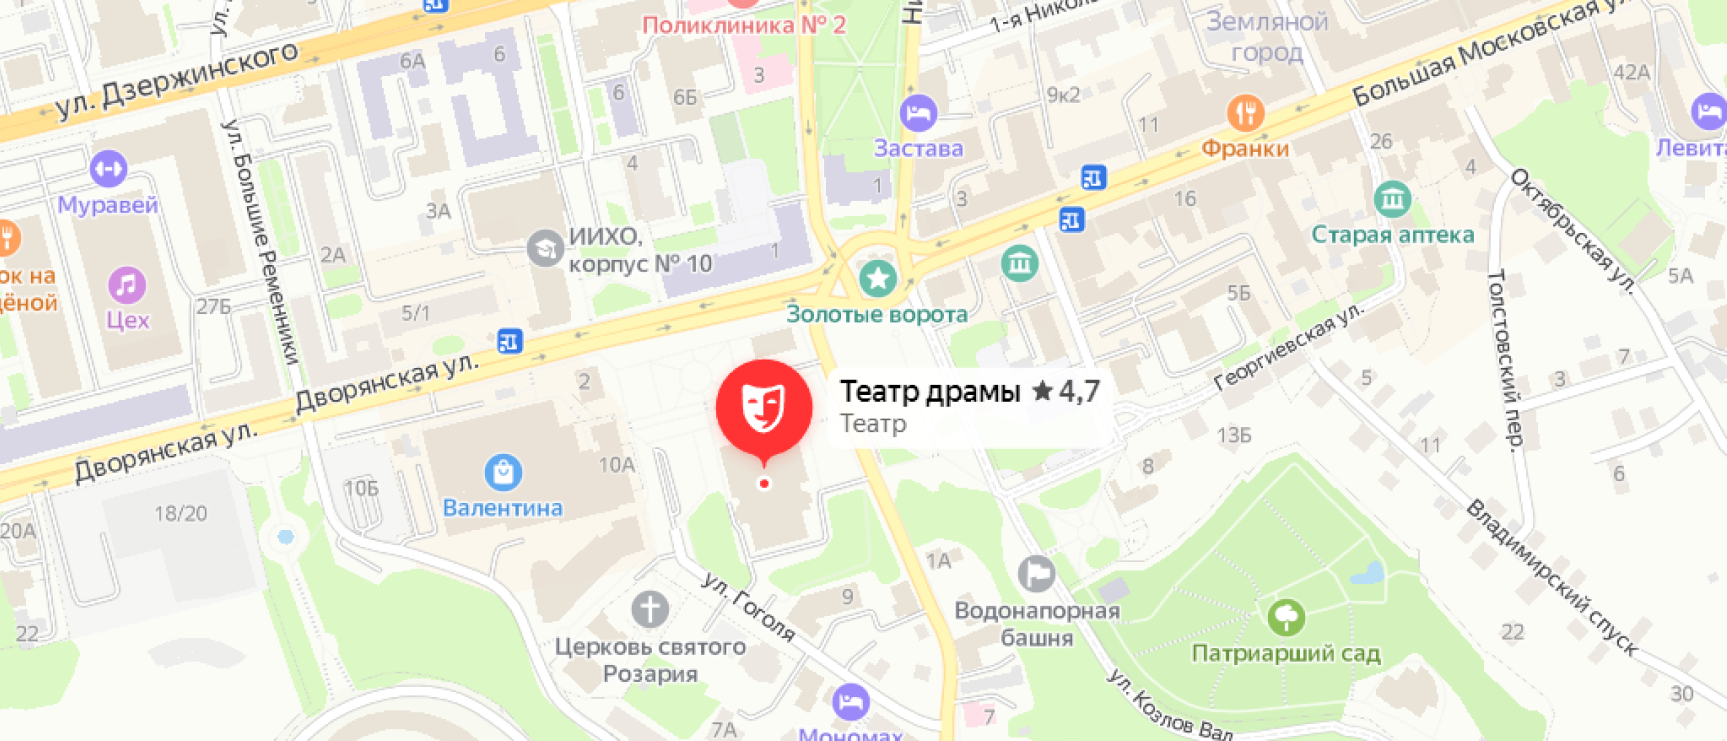 Поликлиника № 2
1-я Никол
Земляной
город
Большая Московская ул.
ул. Дзержинского
6А
6
3
6
6Б
9к2
42А
11
Застава
Франки
26
Левита
4
4
1
Муравей
ул. Большие Ременники
3А
3
16
Октябрьская ул.
Старая аптека
ИИХО,
корпус № 10
1
2А
ок на
дёной
Цех
27Б
5/1
5Б
5А
Золотые ворота
Георгиевская ул.
Толстовский пер.
Дворянская ул.
2
Театр драмы ★ 4,7
Театр
5
3
7
Дворянская ул.
10А
10Б
Валентина
18/20
20А
13Б
8
11
6
Владимирский спуск
1А
9
ул. Гоголя
Водонапорная
башня
Церковь святого
Розария
Патриарший сад
22
22
30
ул. Козлов Вал
7А
7
Мономах